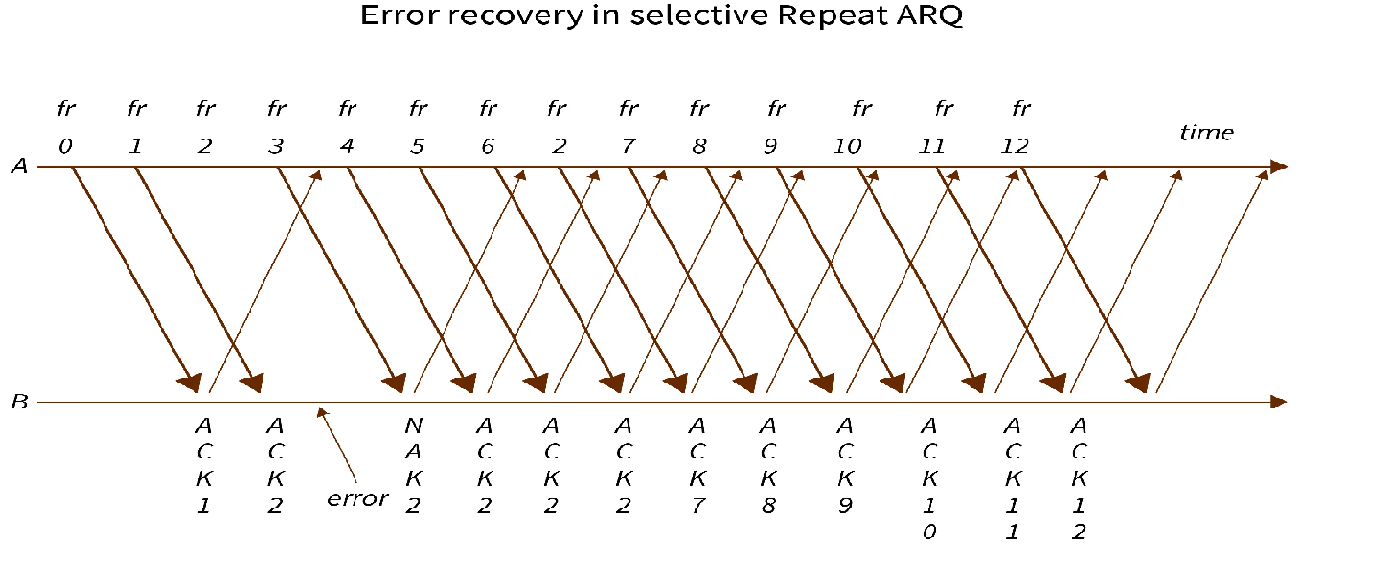 Error recovery in selective Repeat ARQ
fr fr fr fr fr fr fr fr fr fr fr fr fr fr
0 1 2 3 4 5 6 2 7 8 9 10 11 12 time
A
B
A A N A A A A A A A A A
C C A C C C C C C C C C
K K K K K K K K K K K K
1 2 error 2 2 2 2 7 8 9 1 1 1
0 1 2